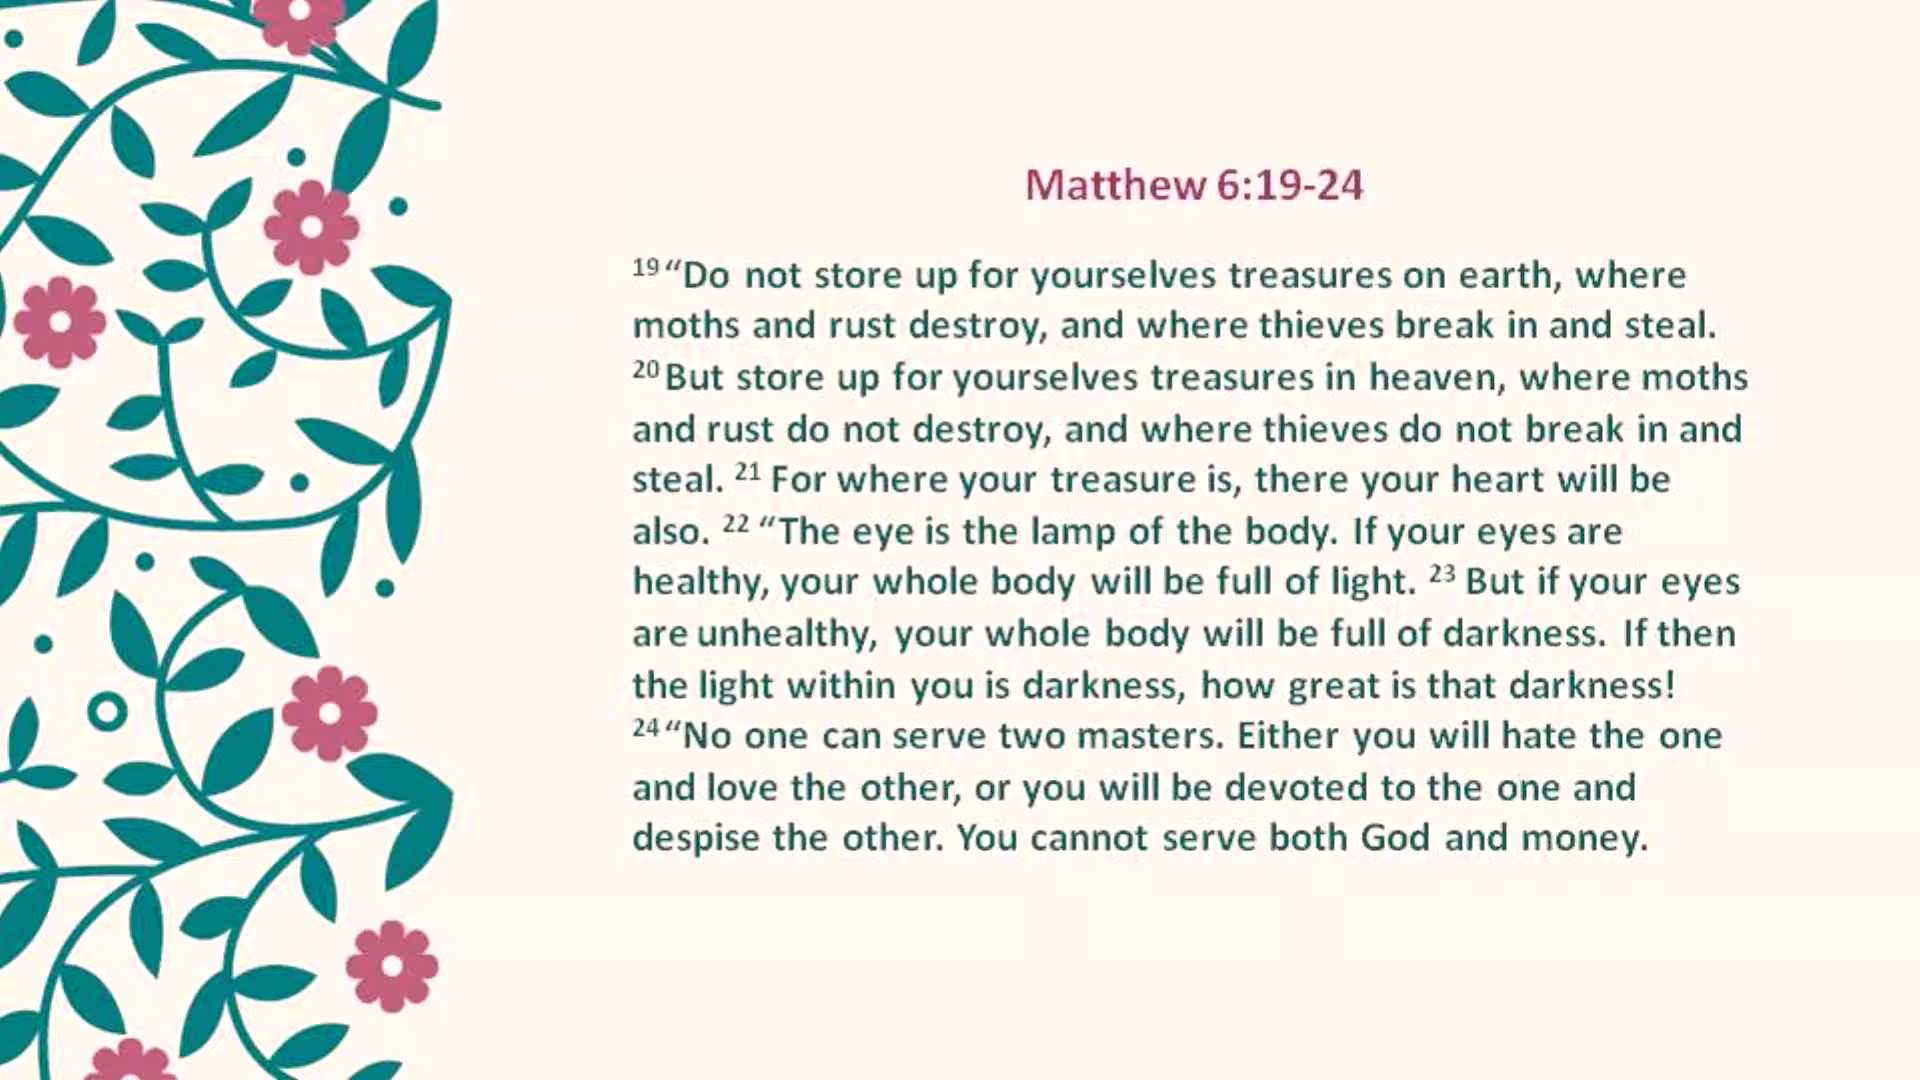 Matthew 6:19-24
19 “Do not store up for yourselves treasures on earth, where
moths and rust destroy, and where thieves break in and steal.
20 But store up for yourselves treasures in heaven, where moths
and rust do not destroy, and where thieves do not break in and
steal. 21 For where your treasure is, there your heart will be
also. 22 “The eye is the lamp of the body. If your eyes are
healthy, your whole body will be full of light. 23 But if your eyes
are unhealthy, your whole body will be full of darkness. If then
the light within you is darkness, how great is that darkness!
24 “No one can serve two masters. Either you will hate the one
and love the other, or you will be devoted to the one and
despise the other. You cannot serve both God and money.